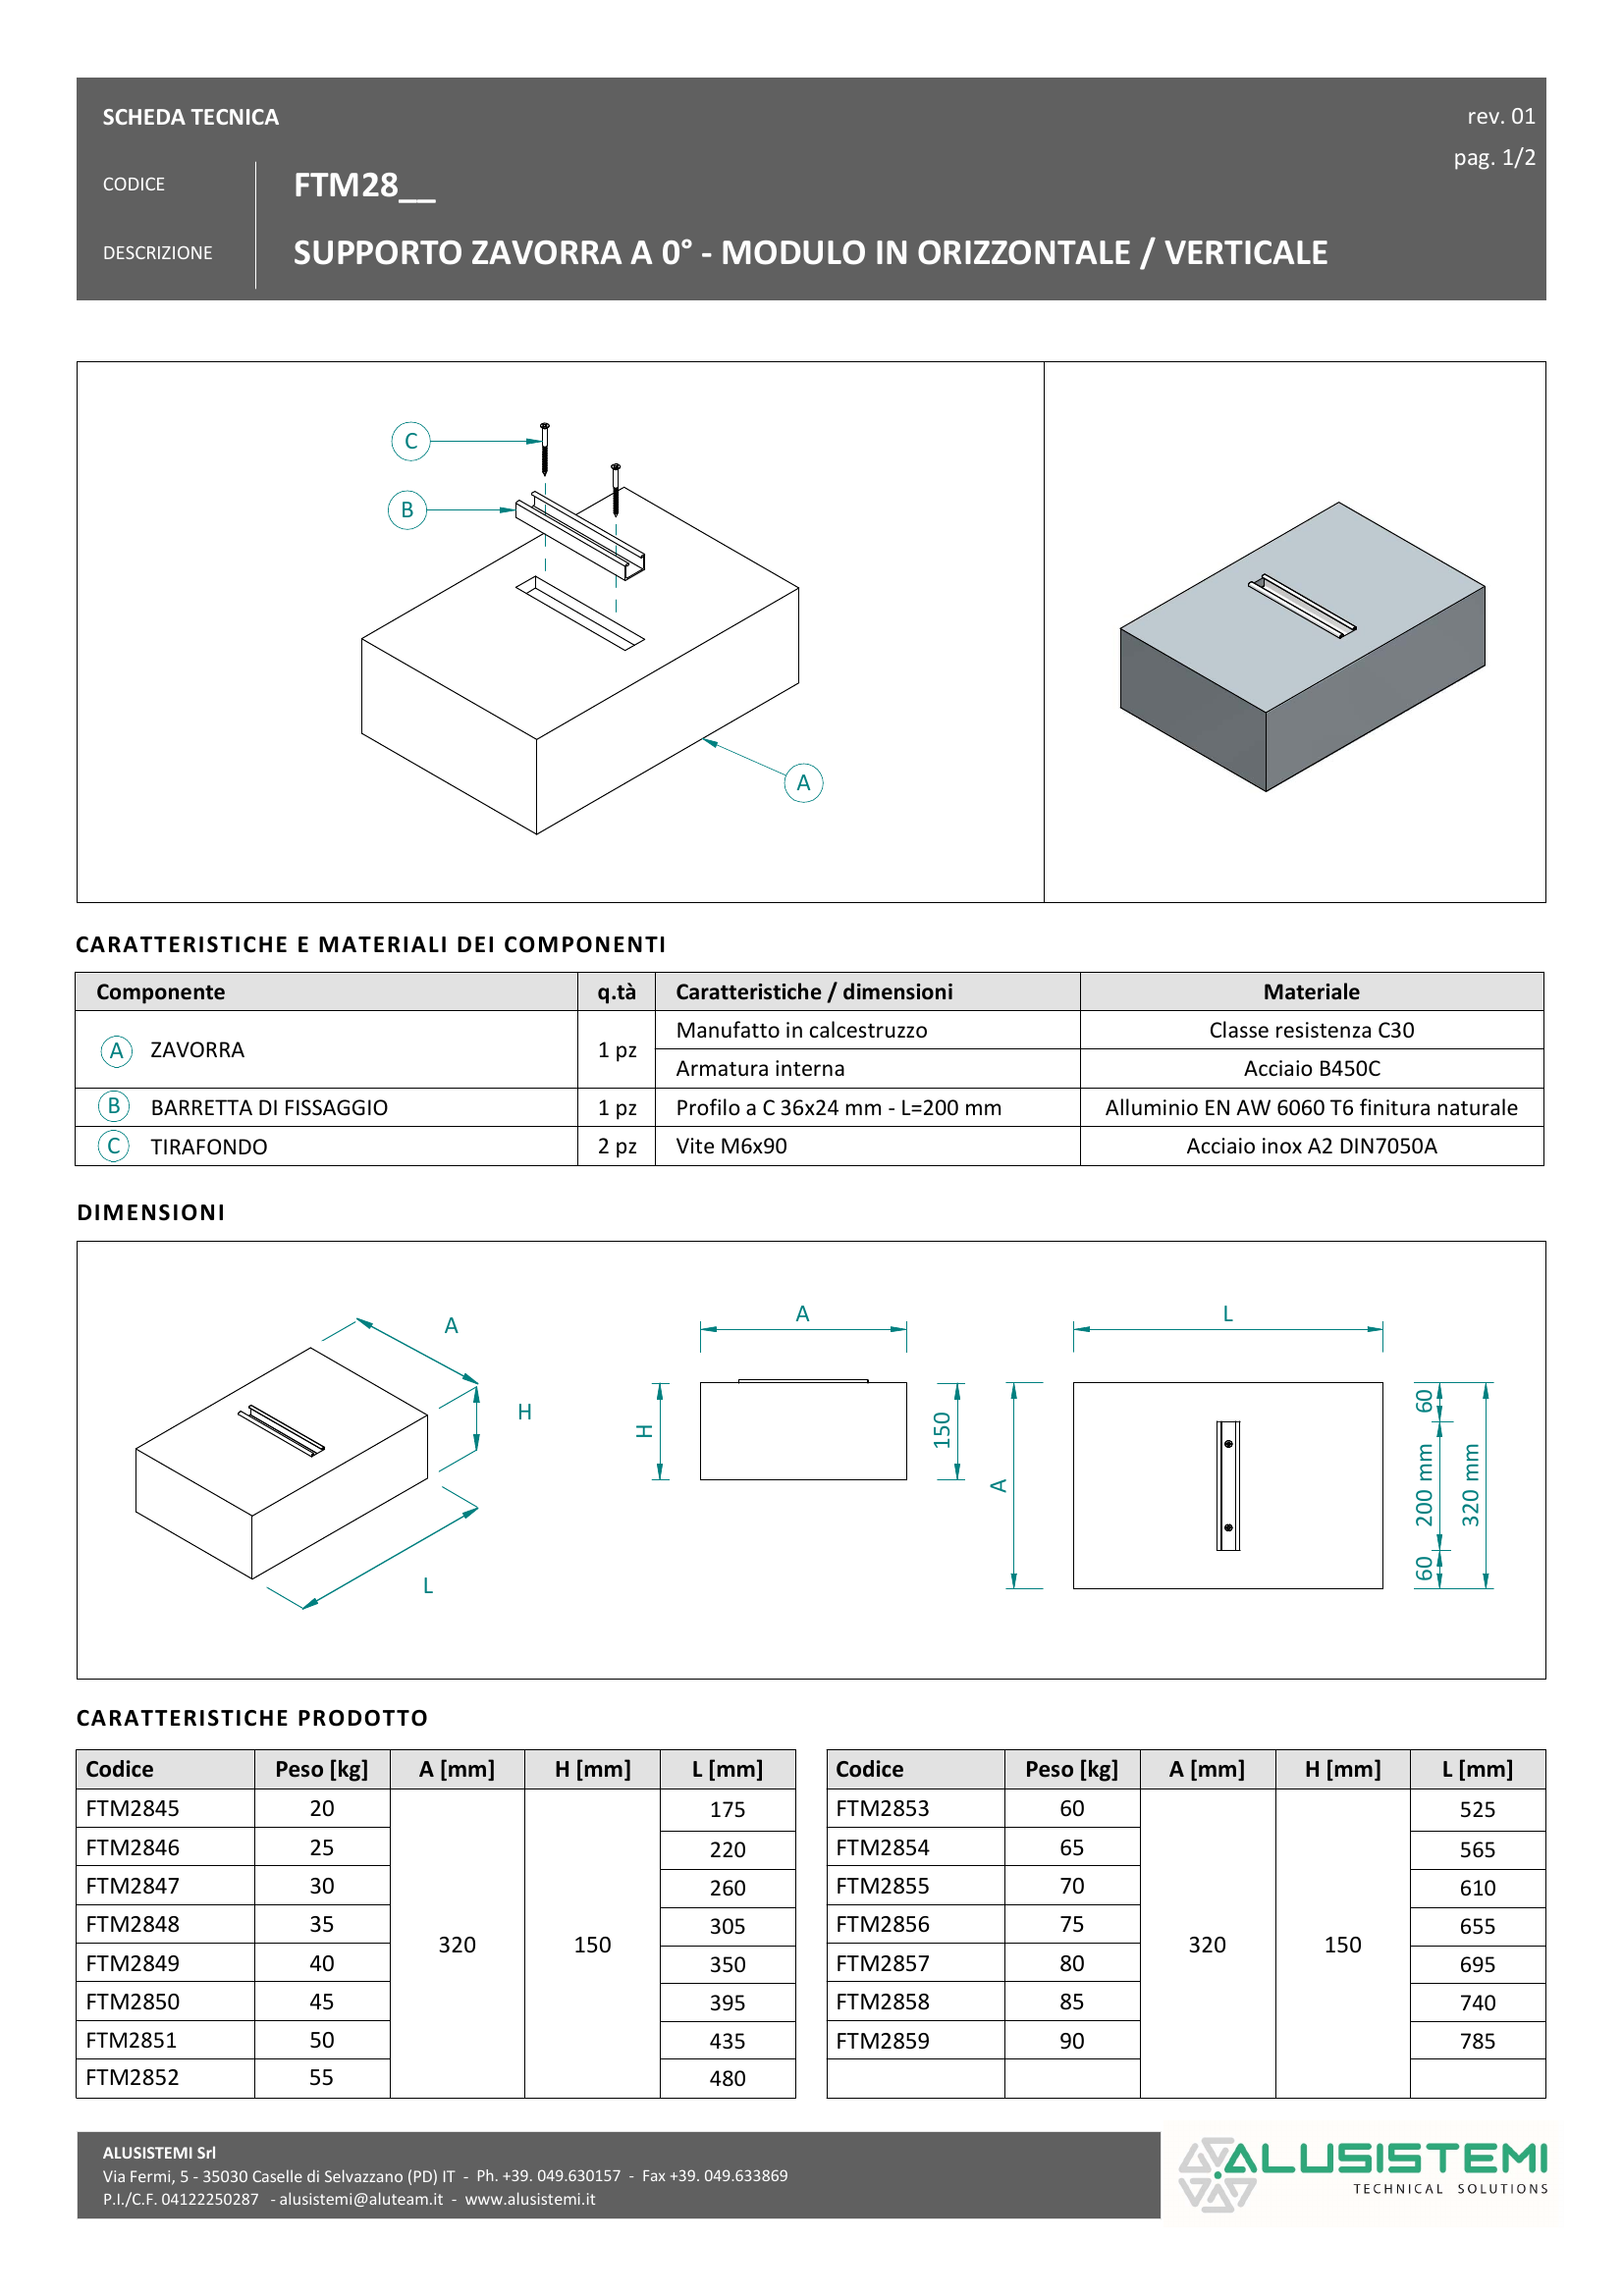 SCHEDA TECNICA
rev. 01
pag. 1/2
CODICE
FTM28__
DESCRIZIONE
SUPPORTO ZAVORRA A 0° - MODULO IN ORIZZONTALE / VERTICALE
C
B
A
CARATTERISTICHE E MATERIALI DEI COMPONENTI
Componente q.tà Caratteristiche / dimensioni Materiale
A ZAVORRA 1 pz Manufatto in calcestruzzo Classe resistenza C30
Armatura interna Acciaio B450C
B BARRETTA DI FISSAGGIO 1 pz Profilo a C 36x24 mm - L=200 mm Alluminio EN AW 6060 T6 finitura naturale
C TIRAFONDO 2 pz Vite M6x90 Acciaio inox A2 DIN7050A
DIMENSIONI
A
H
L
A
H
150
L
A
60
200 mm
60
320 mm
CARATTERISTICHE PRODOTTO
Codice Peso [kg] A [mm] H [mm] L [mm]
FTM2845 20 175
FTM2846 25 220
FTM2847 30 260
FTM2848 35 305
320 150
FTM2849 40 350
FTM2850 45 395
FTM2851 50 435
FTM2852 55 480
Codice Peso [kg] A [mm] H [mm] L [mm]
FTM2853 60 525
FTM2854 65 565
FTM2855 70 610
FTM2856 75 655
320 150
FTM2857 80 695
FTM2858 85 740
FTM2859 90 785
ALUSISTEMI Srl
Via Fermi, 5 - 35030 Caselle di Selvazzano (PD) IT - Ph. +39. 049.630157 - Fax +39. 049.633869
P.I./C.F. 04122250287 - alusistemi@aluteam.it - www.alusistemi.it
ALUSISTEMI
TECHNICAL SOLUTIONS